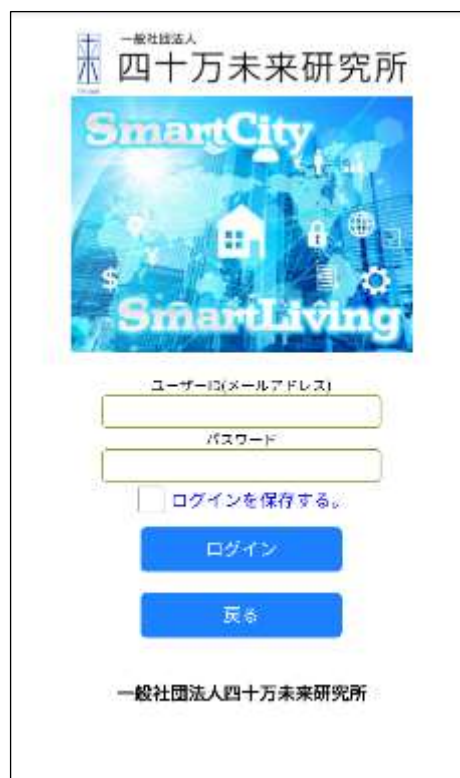 一般社団法人
四十万未来研究所
SmartCity
SmartLiving
ユーザーID(メールアドレス)
パスワード
ログインを保存する。
ログイン
戻る
一般社団法人四十万未来研究所